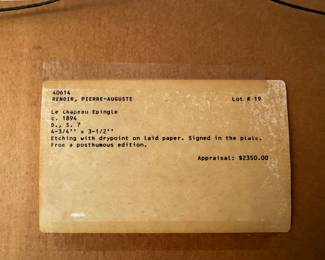 40614
RENOIR, PIERRE-AUGUSTE Lot # 19
Le Chapeau Epingle
c. 1894
D., S. 7
4-3/4'' x 3-1/2''
Etching with drypoint on laid paper. Signed in the plate.
From a posthumous edition.
Appraisal: $2350.00